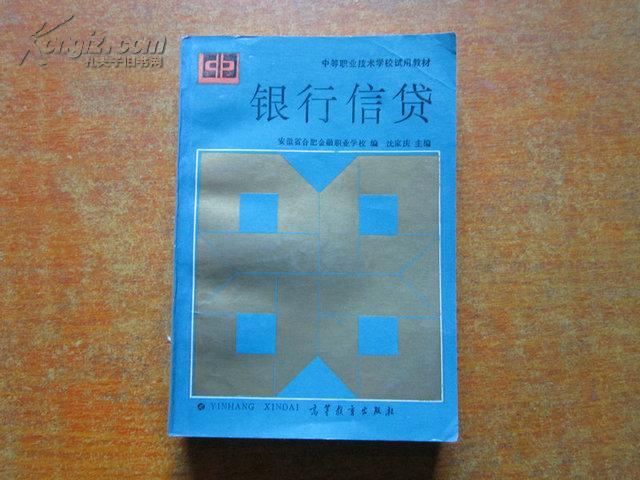 Kongfz.com
孔夫子旧书网
中等职业技术学校试用教材
银行信贷
安徽省合肥金融职业学校 编 沈家庆 主编
YINHANG XINDAI 高等教育出版社